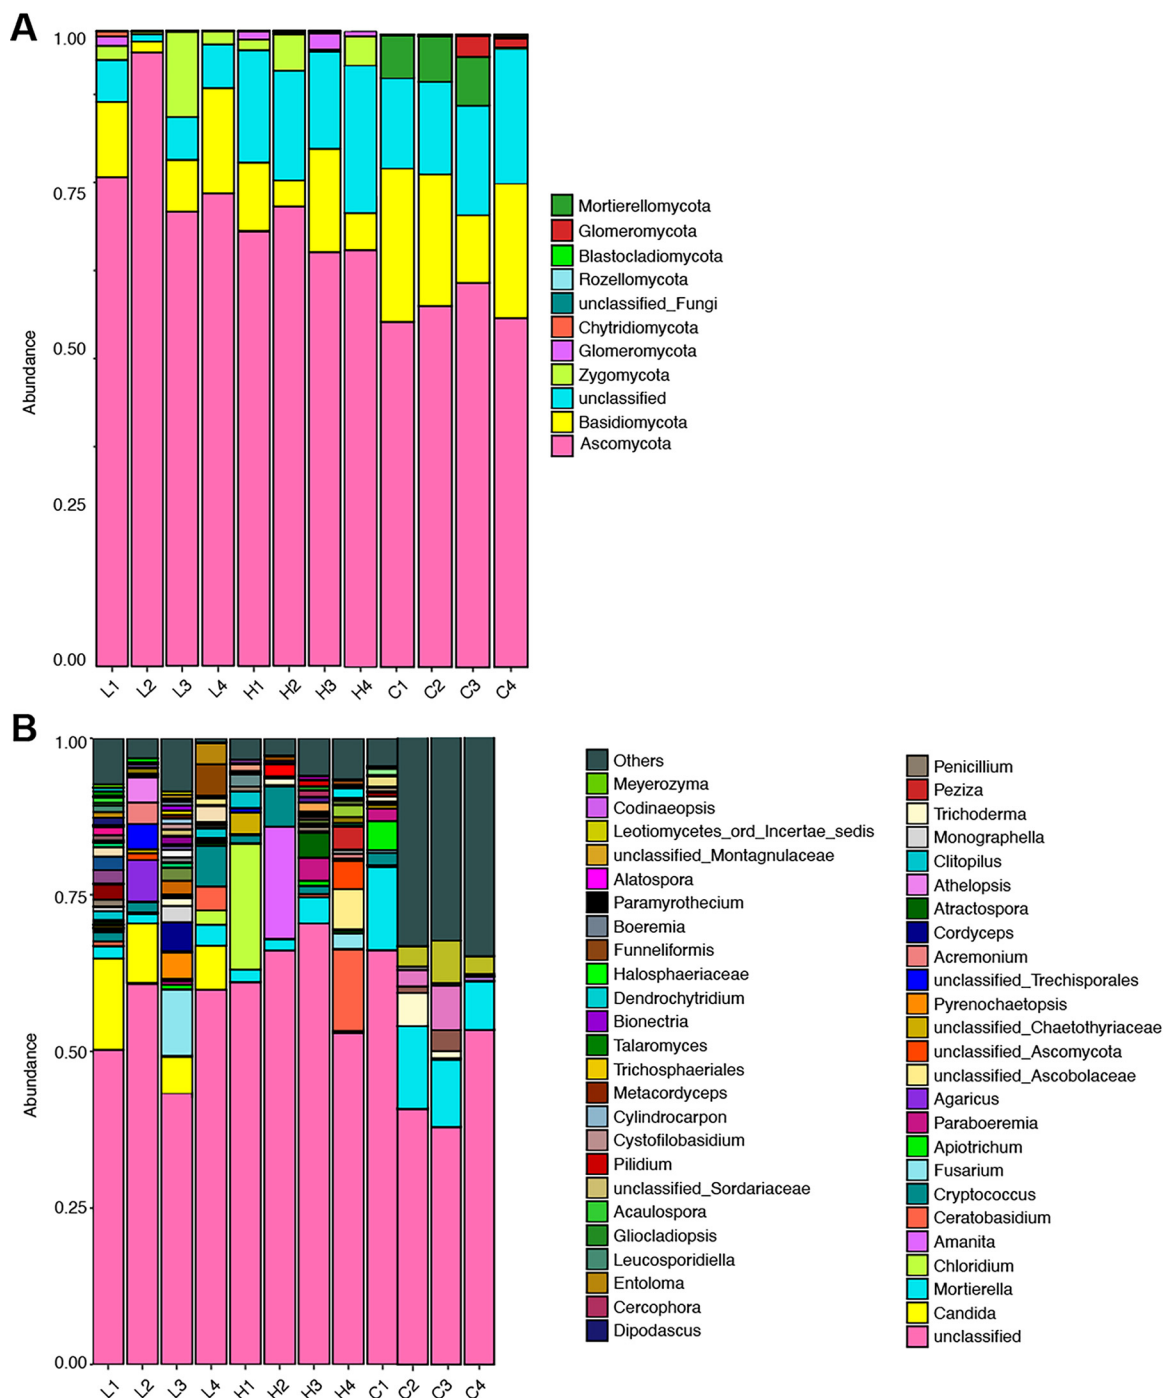 A
1.00
0.75
0.50
0.25
0.00
Abundance
L1 L2 L3 L4 H1 H2 H3 H4 C1 C2 C3 C4
Mortierellomycota
Glomeromycota
Blastocladiomycota
Rozellomycota
unclassified_Fungi
Chytridiomycota
Glomeromycota
Zygomycota
unclassified
Basidiomycota
Ascomycota
B
1.00
0.75
0.50
0.25
0.00
Abundance
L1 L2 L3 L4 H1 H2 H3 H4 C1 C2 C3 C4
Others
Meyerozyma
Codinaeopsis
Leotiomycetes_ord_Incertae_sedis
unclassified_Montagnulaceae
Alatospora
Paramyrothecium
Boeremia
Funneliformis
Halosphaeriaceae
Dendrochytridium
Bionectria
Talaromyces
Trichosphaeriales
Metacordyceps
Cylindrocarpon
Cystofilobasidium
Pilidium
unclassified_Sordariaceae
Acaulospora
Gliocladiopsis
Leucosporidiella
Entoloma
Cercophora
Dipodascus
Penicillium
Peziza
Trichoderma
Monographella
Clitopilus
Athelopsis
Atractospora
Cordyceps
Acremonium
unclassified_Trechisporales
Pyrenochaetopsis
unclassified_Chaetothyriaceae
unclassified_Ascomycota
unclassified_Ascobolaceae
Agaricus
Paraboeremia
Apiotrichum
Fusarium
Cryptococcus
Ceratobasidium
Amanita
Chloridium
Mortierella
Candida
unclassified